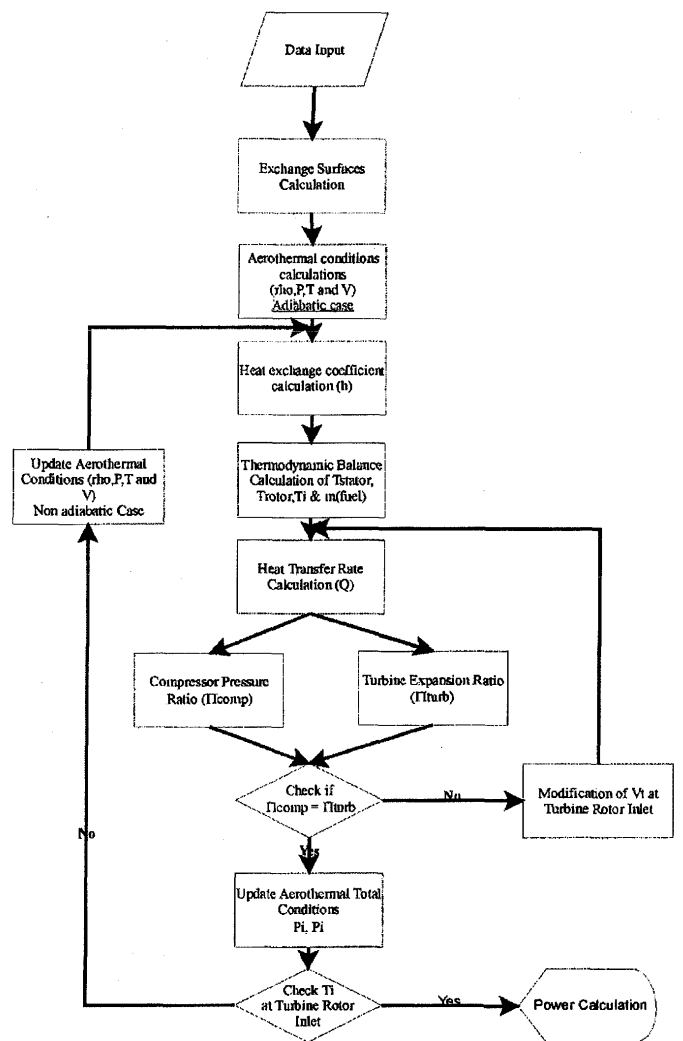 Data Input
Exchange Surfaces
Calculation
Aerothermal conditions
calculations
(rho,P,T and V)
Adiabatic case
Heat exchange coefficient
calculation (h)
Update Aerothermal
Conditions (rho,P,T and
V)
Non adiabatic Case
Thermodynamic Balance
Calculation of Tstator,
Trotor,Ti & m(fuel)
Heat Transfer Rate
Calculation (Q)
Compressor Pressure
Ratio (Πcomp)
Turbine Expansion Ratio
(Πturb)
Check if
Πcomp = Πturb
No
Modification of Vt at
Turbine Rotor Inlet
No
Yes
Update Aerothermal Total
Conditions
Pi, Pi
Check Ti
at Turbine Rotor
Inlet
Yes
Power Calculation